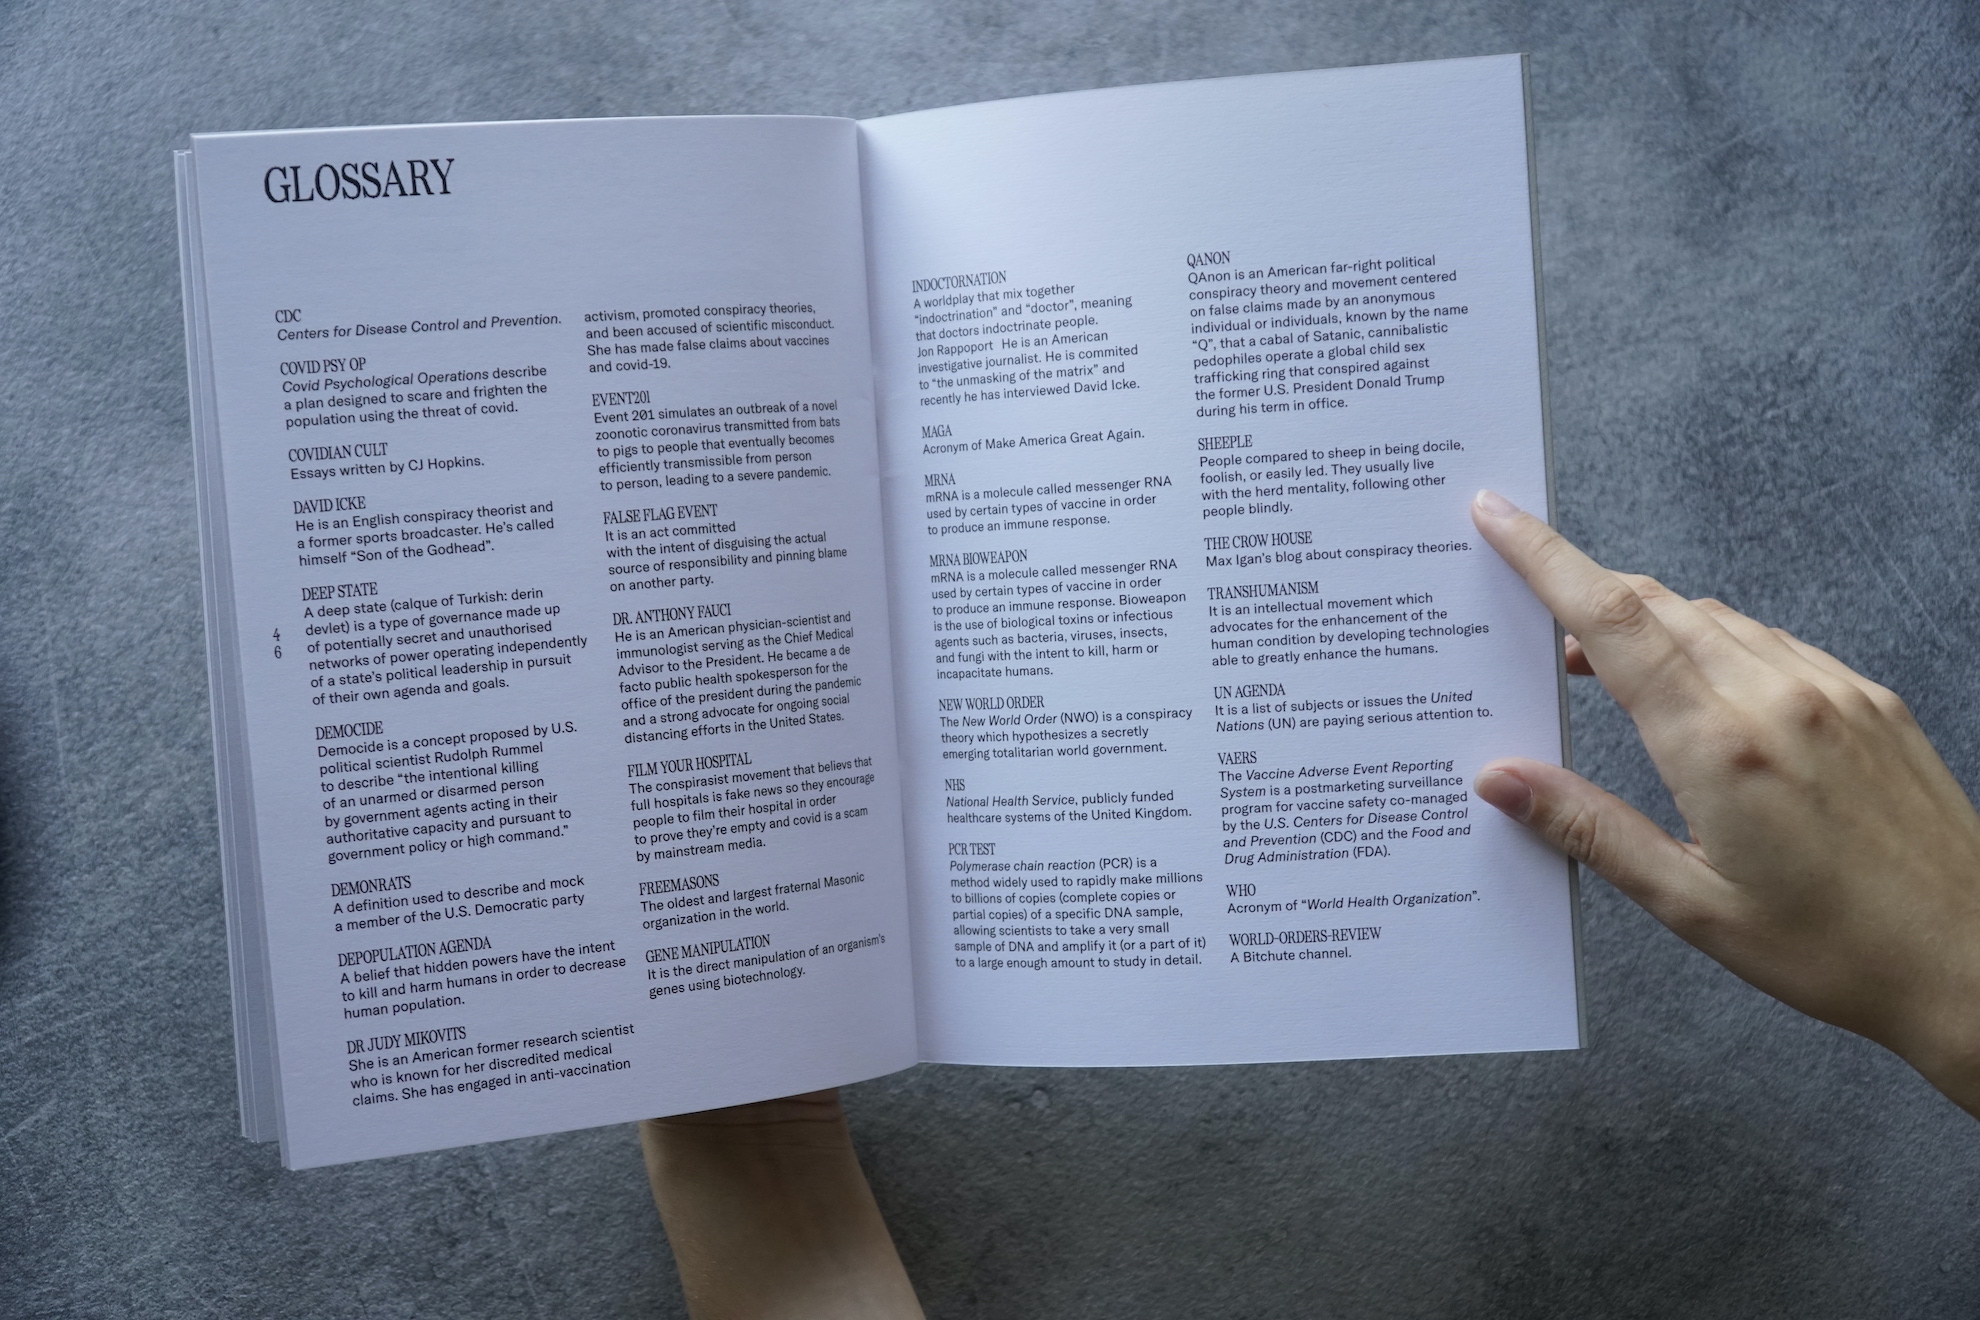 GLOSSARY
CDC
Centers for Disease Control and Prevention.
COVID PSY OP
Covid Psychological Operations describe
a plan designed to scare and frighten the
population using the threat of covid.
COVIDIAN CULT
Essays written by CJ Hopkins.
DAVID ICKE
He is an English conspiracy theorist and
a former sports broadcaster. He's called
himself “Son of the Godhead”.
DEEP STATE
A deep state (calque of Turkish: derin
devlet) is a type of governance made up
of potentially secret and unauthorised
networks of power operating independently
of a state's political leadership in pursuit
of their own agenda and goals.
4
6
DEMOCIDE
Democide is a concept proposed by U.S.
political scientist Rudolph Rummel
to describe “the intentional killing
of an unarmed or disarmed person
by government agents acting in their
authoritative capacity and pursuant to
government policy or high command.”
DEMONRATS
A definition used to describe and mock
a member of the U.S. Democratic party
DEPOPULATION AGENDA
A belief that hidden powers have the intent
to kill and harm humans in order to decrease
human population.
DR JUDY MIKOVITS
She is an American former research scientist
who is known for her discredited medical
claims. She has engaged in anti-vaccination
activism, promoted conspiracy theories,
and been accused of scientific misconduct.
She has made false claims about vaccines
and covid-19.
EVENT201
Event 201 simulates an outbreak of a novel
zoonotic coronavirus transmitted from bats
to pigs to people that eventually becomes
efficiently transmissible from person
to person, leading to a severe pandemic.
FALSE FLAG EVENT
It is an act committed
with the intent of disguising the actual
source of responsibility and pinning blame
on another party.
DR. ANTHONY FAUCI
He is an American physician-scientist and
immunologist serving as the Chief Medical
Advisor to the President. He became a de
facto public health spokesperson for the
office of the president during the pandemic
and a strong advocate for ongoing social
distancing efforts in the United States.
FILM YOUR HOSPITAL
The conspirasist movement that believes that
full hospitals is fake news so they encourage
people to film their hospital in order
to prove they're empty and covid is a scam
by mainstream media.
FREEMASONS
The oldest and largest fraternal Masonic
organization in the world.
GENE MANIPULATION
It is the direct manipulation of an organism's
genes using biotechnology.
INDOCTORNATION
A worldplay that mix together
“indoctrination” and “doctor”, meaning
that doctors indoctrinate people.
Jon Rappoport He is an American
investigative journalist. He is commited
to “the unmasking of the matrix” and
recently he has interviewed David Icke.
MAGA
Acronym of Make America Great Again.
MRNA
mRNA is a molecule called messenger RNA
used by certain types of vaccine in order
to produce an immune response.
MRNA BIOWEAPON
mRNA is a molecule called messenger RNA
used by certain types of vaccine in order
to produce an immune response. Bioweapon
is the use of biological toxins or infectious
agents such as bacteria, viruses, insects,
and fungi with the intent to kill, harm or
incapacitate humans.
NEW WORLD ORDER
The New World Order (NWO) is a conspiracy
theory which hypothesizes a secretly
emerging totalitarian world government.
NHS
National Health Service, publicly funded
healthcare systems of the United Kingdom.
PCR TEST
Polymerase chain reaction (PCR) is a
method widely used to rapidly make millions
to billions of copies (complete copies or
partial copies) of a specific DNA sample,
allowing scientists to take a very small
sample of DNA and amplify it (or a part of it)
to a large enough amount to study in detail.
QANON
QAnon is an American far-right political
conspiracy theory and movement centered
on false claims made by an anonymous
individual or individuals, known by the name
“Q”, that a cabal of Satanic, cannibalistic
pedophiles operate a global child sex
trafficking ring that conspired against
the former U.S. President Donald Trump
during his term in office.
SHEEPLE
People compared to sheep in being docile,
foolish, or easily led. They usually live
with the herd mentality, following other
people blindly.
THE CROW HOUSE
Max Igan's blog about conspiracy theories.
TRANSHUMANISM
It is an intellectual movement which
advocates for the enhancement of the
human condition by developing technologies
able to greatly enhance the humans.
UN AGENDA
It is a list of subjects or issues the United
Nations (UN) are paying serious attention to.
VAERS
The Vaccine Adverse Event Reporting
System is a postmarketing surveillance
program for vaccine safety co-managed
by the U.S. Centers for Disease Control
and Prevention (CDC) and the Food and
Drug Administration (FDA).
WHO
Acronym of “World Health Organization”.
WORLD-ORDERS-REVIEW
A Bitchute channel.